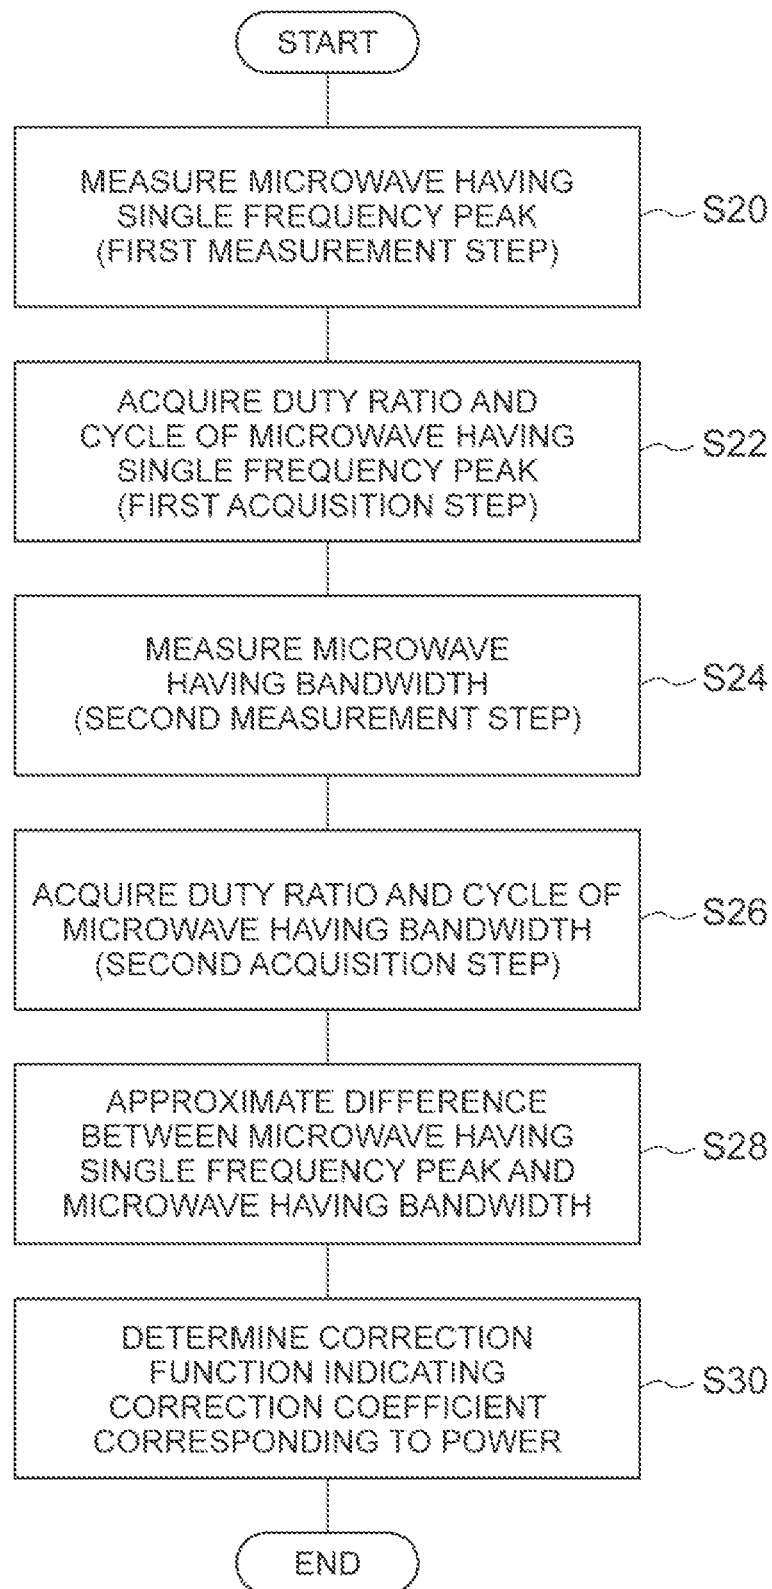 START
MEASURE MICROWAVE HAVING
SINGLE FREQUENCY PEAK
(FIRST MEASUREMENT STEP)
S20
ACQUIRE DUTY RATIO AND
CYCLE OF MICROWAVE HAVING
SINGLE FREQUENCY PEAK
(FIRST ACQUISITION STEP)
S22
MEASURE MICROWAVE
HAVING BANDWIDTH
(SECOND MEASUREMENT STEP)
S24
ACQUIRE DUTY RATIO AND CYCLE OF
MICROWAVE HAVING BANDWIDTH
(SECOND ACQUISITION STEP)
S26
APPROXIMATE DIFFERENCE
BETWEEN MICROWAVE HAVING
SINGLE FREQUENCY PEAK AND
MICROWAVE HAVING BANDWIDTH
S28
DETERMINE CORRECTION
FUNCTION INDICATING
CORRECTION COEFFICIENT
CORRESPONDING TO POWER
S30
END